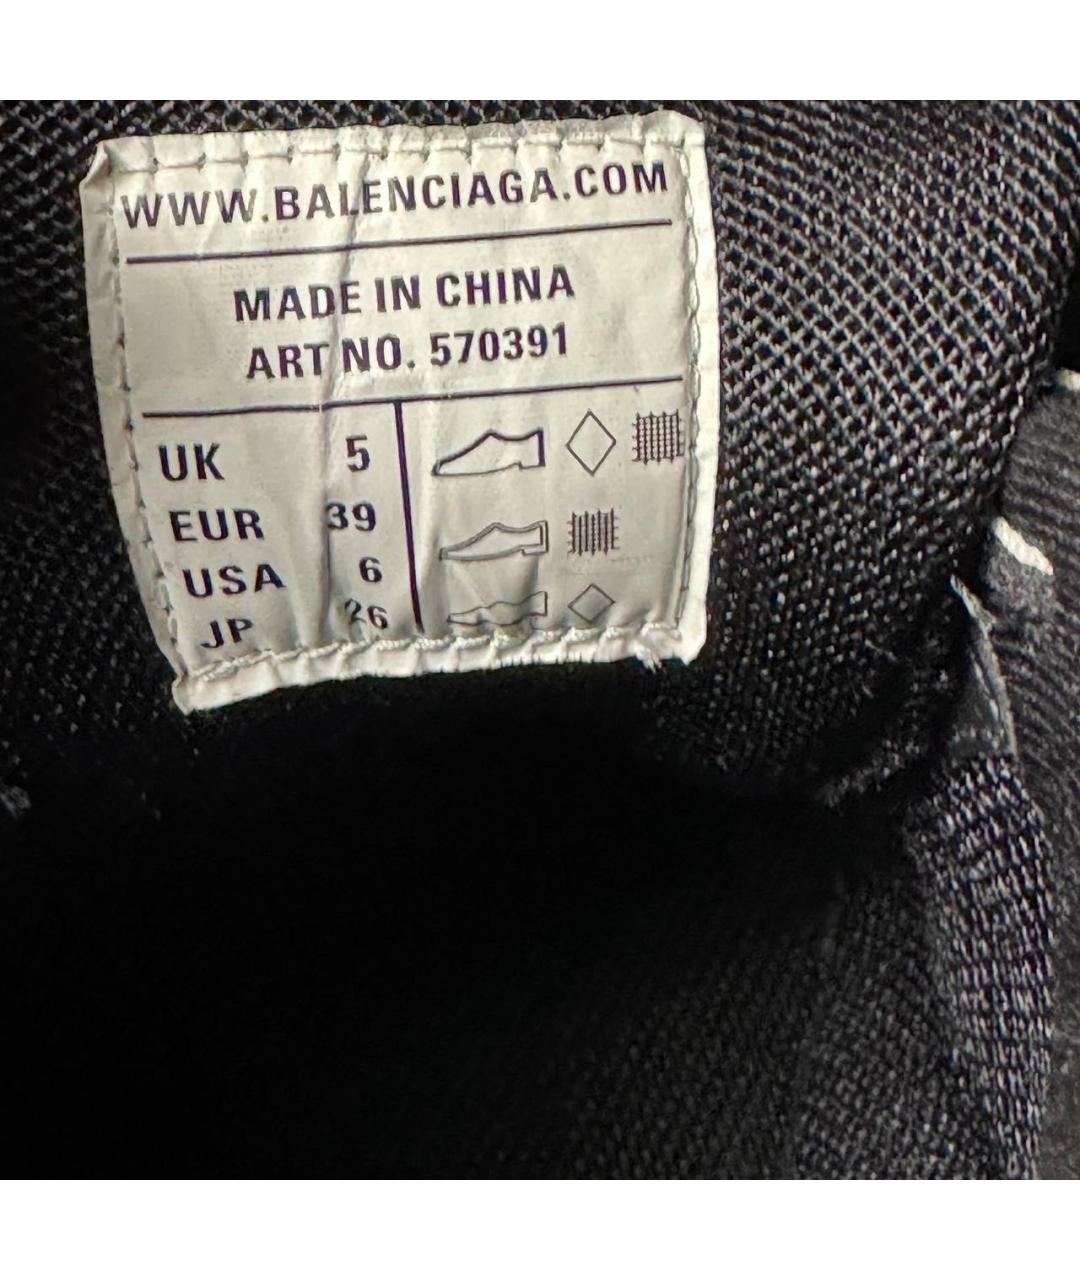 WWW.BALENCIAGA.COM
MADE IN CHINA
ART NO. 570391
UK 5
EUR 39
USA 6
JP 26